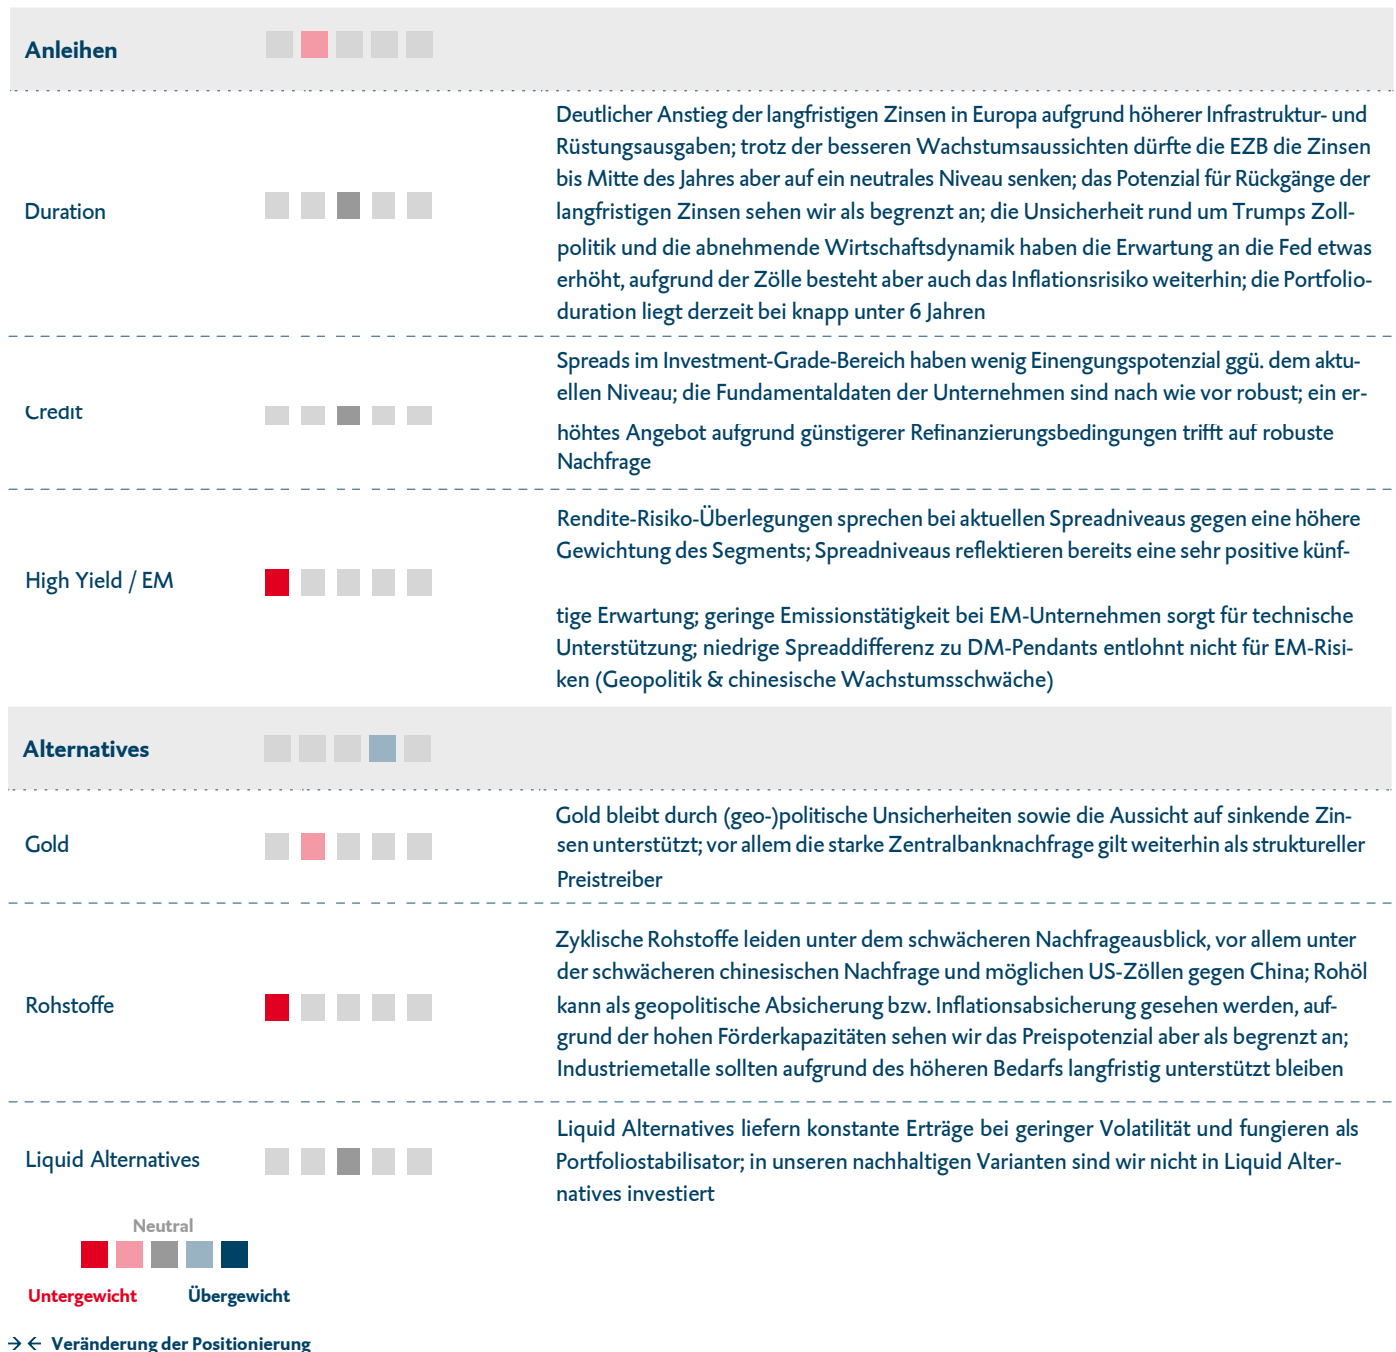 Anleihen
Duration
Deutlicher Anstieg der langfristigen Zinsen in Europa aufgrund höherer Infrastruktur- und
Rüstungsausgaben; trotz der besseren Wachstumsaussichten dürfte die EZB die Zinsen
bis Mitte des Jahres aber auf ein neutrales Niveau senken; das Potenzial für Rückgänge der
langfristigen Zinsen sehen wir als begrenzt an; die Unsicherheit rund um Trumps Zoll-
politik und die abnehmende Wirtschaftsdynamik haben die Erwartung an die Fed etwas
erhöht, aufgrund der Zölle besteht aber auch das Inflationsrisiko weiterhin; die Portfolio-
duration liegt derzeit bei knapp unter 6 Jahren
Credit
Spreads im Investment-Grade-Bereich haben wenig Einengungspotenzial ggü. dem aktu-
ellen Niveau; die Fundamentaldaten der Unternehmen sind nach wie vor robust; ein er-
höhtes Angebot aufgrund günstigerer Refinanzierungsbedingungen trifft auf robuste
Nachfrage
High Yield / EM
Rendite-Risiko-Überlegungen sprechen bei aktuellen Spreadniveaus gegen eine höhere
Gewichtung des Segments; Spreadniveaus reflektieren bereits eine sehr positive künf-
tige Erwartung; geringe Emissionstätigkeit bei EM-Unternehmen sorgt für technische
Unterstützung; niedrige Spreaddifferenz zu DM-Pendants entlohnt nicht für EM-Risi-
ken (Geopolitik & chinesische Wachstumsschwäche)
Alternatives
Gold
Gold bleibt durch (geo-)politische Unsicherheiten sowie die Aussicht auf sinkende Zin-
sen unterstützt; vor allem die starke Zentralbanknachfrage gilt weiterhin als struktureller
Preistreiber
Rohstoffe
Zyklische Rohstoffe leiden unter dem schwächeren Nachfrageausblick, vor allem unter
der schwächeren chinesischen Nachfrage und möglichen US-Zöllen gegen China; Rohöl
kann als geopolitische Absicherung bzw. Inflationsabsicherung gesehen werden, auf-
grund der hohen Förderkapazitäten sehen wir das Preispotenzial aber als begrenzt an;
Industriemetalle sollten aufgrund des höheren Bedarfs langfristig unterstützt bleiben
Liquid Alternatives
Liquid Alternatives liefern konstante Erträge bei geringer Volatilität und fungieren als
Portfoliostabilisator; in unseren nachhaltigen Varianten sind wir nicht in Liquid Alter-
natives investiert
Neutral
Untergewicht Übergewicht
→ ← Veränderung der Positionierung